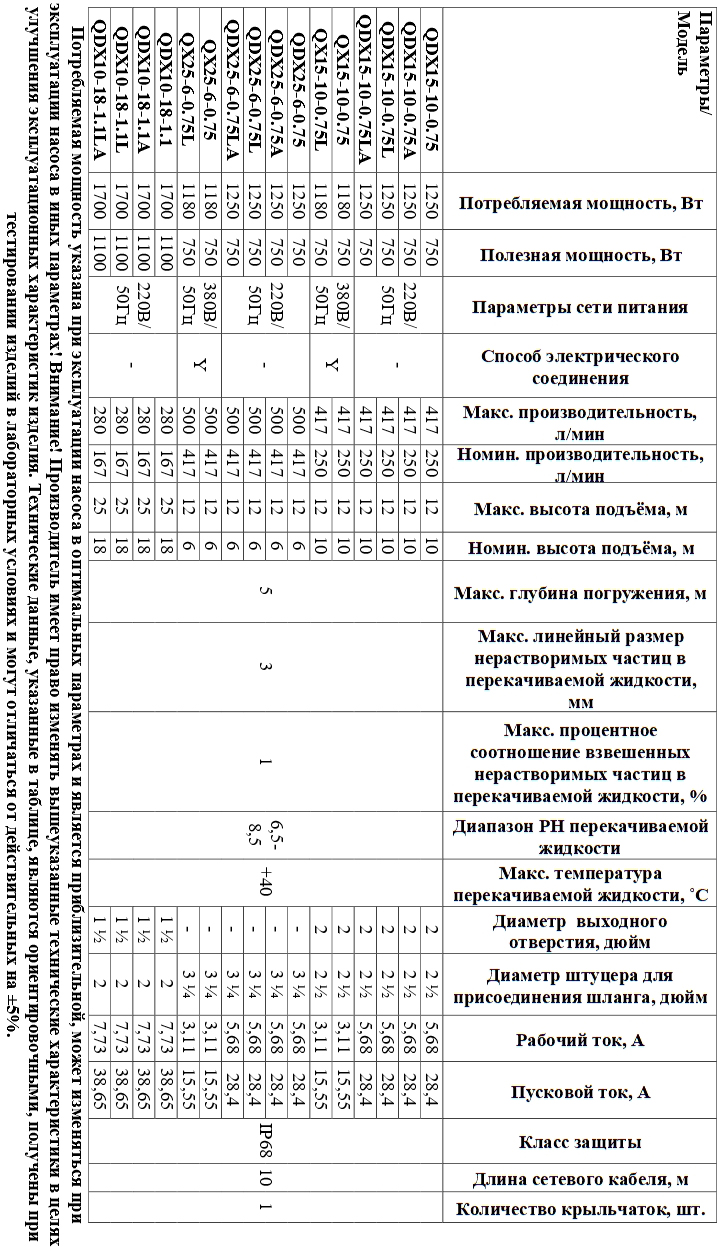 Параметры/
Модель
Потребляемая мощность, Вт
Полезная мощность, Вт
Параметры сети питания
Способ электрического
соединения
Макс. производительность,
л/мин
Номин. производительность,
л/мин
Макс. высота подъёма, м
Номин. высота подъёма, м
Макс. глубина погружения, м
Макс. линейный размер
нерастворимых частиц в
перекачиваемой жидкости,
мм
Макс. процентное
соотношение взвешенных
нерастворимых частиц в
перекачиваемой жидкости, %
Диапазон РН перекачиваемой
жидкости
Макс. температура
перекачиваемой жидкости, ˚С
Диаметр выходного
отверстия, дюйм
Диаметр штуцера для
присоединения шланга, дюйм
Рабочий ток, А
Пусковой ток, А
Класс защиты
Длина сетевого кабеля, м
Количество крыльчаток, шт.
QDX15-10-0.75 1250 750 417 250 12 10 2 2 ½ 5,68 28,4
QDX15-10-0.75A 1250 750 417 250 12 10 2 2 ½ 5,68 28,4
220В/
50Гц
-
QDX15-10-0.75L 1250 750 417 250 12 10 2 2 ½ 5,68 28,4
QDX15-10-0.75LA 1250 750 417 250 12 10 2 2 ½ 5,68 28,4
QX15-10-0.75 1180 750 417 250 12 10 2 2 ½ 3,11 15,55
380В/
50Гц
Y
QX15-10-0.75L 1180 750 417 250 12 10 2 2 ½ 3,11 15,55
QDX25-6-0.75 1250 750 500 417 12 6 - 3 ¼ 5,68 28,4
QDX25-6-0.75A 1250 750 500 417 12 6 - 3 ¼ 5,68 28,4
220В/
50Гц
-
5
3
1
6,5-
8,5
+40
IP68
10
1
QDX25-6-0.75L 1250 750 500 417 12 6 - 3 ¼ 5,68 28,4
QDX25-6-0.75LA 1250 750 500 417 12 6 - 3 ¼ 5,68 28,4
QX25-6-0.75 1180 750 500 417 12 6 - 3 ¼ 3,11 15,55
380В/
50Гц
Y
QX25-6-0.75L 1180 750 500 417 12 6 - 3 ¼ 3,11 15,55
QDX10-18-1.1 1700 1100 280 167 25 18 1 ½ 2 7,73 38,65
QDX10-18-1.1A 1700 1100 280 167 25 18 1 ½ 2 7,73 38,65
220В/
50Гц
-
QDX10-18-1.1L 1700 1100 280 167 25 18 1 ½ 2 7,73 38,65
QDX10-18-1.1LA 1700 1100 280 167 25 18 1 ½ 2 7,73 38,65
Потребляемая мощность указана при эксплуатации насоса в оптимальных параметрах и является приблизительной, может изменяться при
эксплуатации насоса в иных параметрах! Внимание! Производитель имеет право изменять вышеуказанные технические характеристики в целях
улучшения эксплуатационных характеристик изделия. Технические данные, указанные в таблице, являются ориентировочными, получены при
тестировании изделий в лабораторных условиях и могут отличаться от действительных на ±5%.